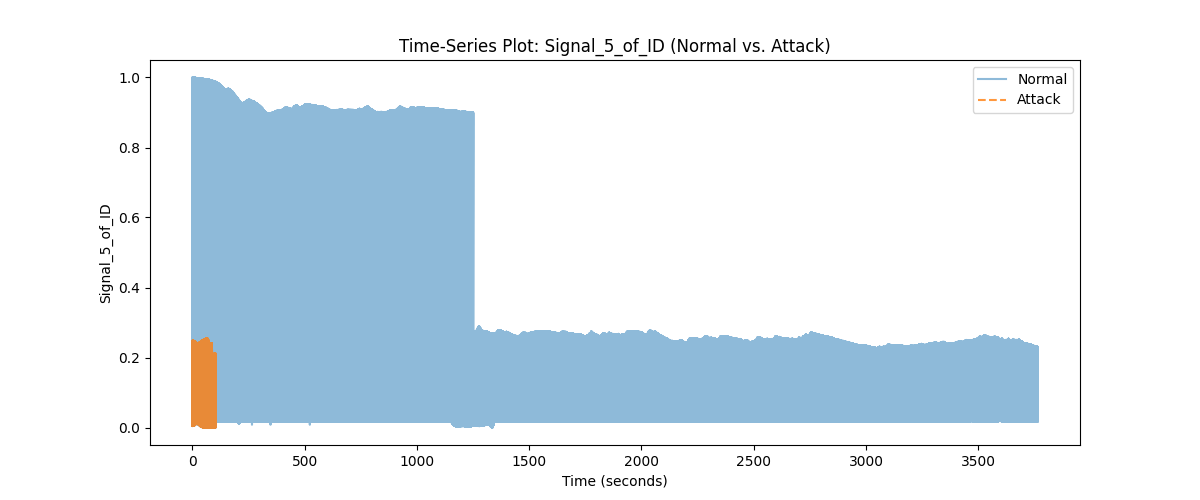 Time-Series Plot: Signal_5_of_ID (Normal vs. Attack)
Normal
Attack
Signal_5_of_ID
1.0
0.8
0.6
0.4
0.2
0.0
0 500 1000 1500 2000 2500 3000 3500
Time (seconds)